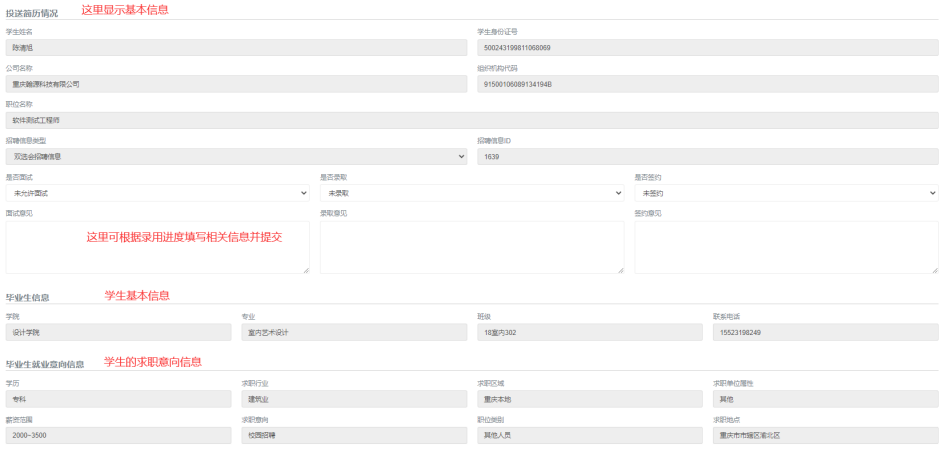 投送简历情况 这里显示基本信息
学生姓名 学生身份证号
陈清旭 500243199811068069
公司名称 组织机构代码
重庆翰源科技有限公司 91500106089134194B
职位名称
软件测试工程师
招聘信息类型 招聘信息ID
双选会招聘信息 1639
是否面试 是否录取 是否签约
未允许面试 未录取 未签约
面试意见 录取意见 签约意见
这里可根据录用进度填写相关信息并提交
毕业生信息 学生基本信息
学院 专业 班级 联系电话
设计学院 室内艺术设计 18室内302 15523198249
毕业生就业意向信息 学生的求职意向信息
学历 求职行业 求职区域 求职单位属性
专科 建筑业 重庆本地 其他
薪资范围 求职意向 职位类别 求职地点
2000~3500 校园招聘 其他人员 重庆市市辖区渝北区